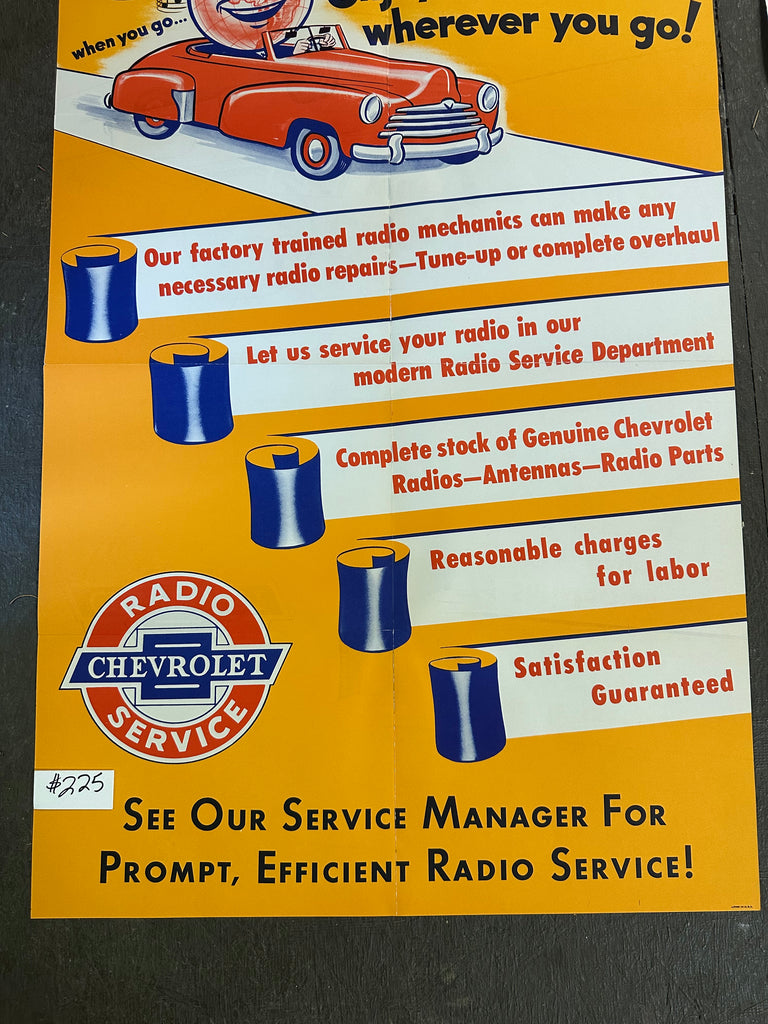 when you go...
wherever you go!
Our factory trained radio mechanics can make any
necessary radio repairs—Tune-up or complete overhaul
Let us service your radio in our
modern Radio Service Department
Complete stock of Genuine Chevrolet
Radios—Antennas—Radio Parts
Reasonable charges
for labor
Satisfaction
Guaranteed
RADIO
CHEVROLET
SERVICE
#225
SEE OUR SERVICE MANAGER FOR
PROMPT, EFFICIENT RADIO SERVICE!